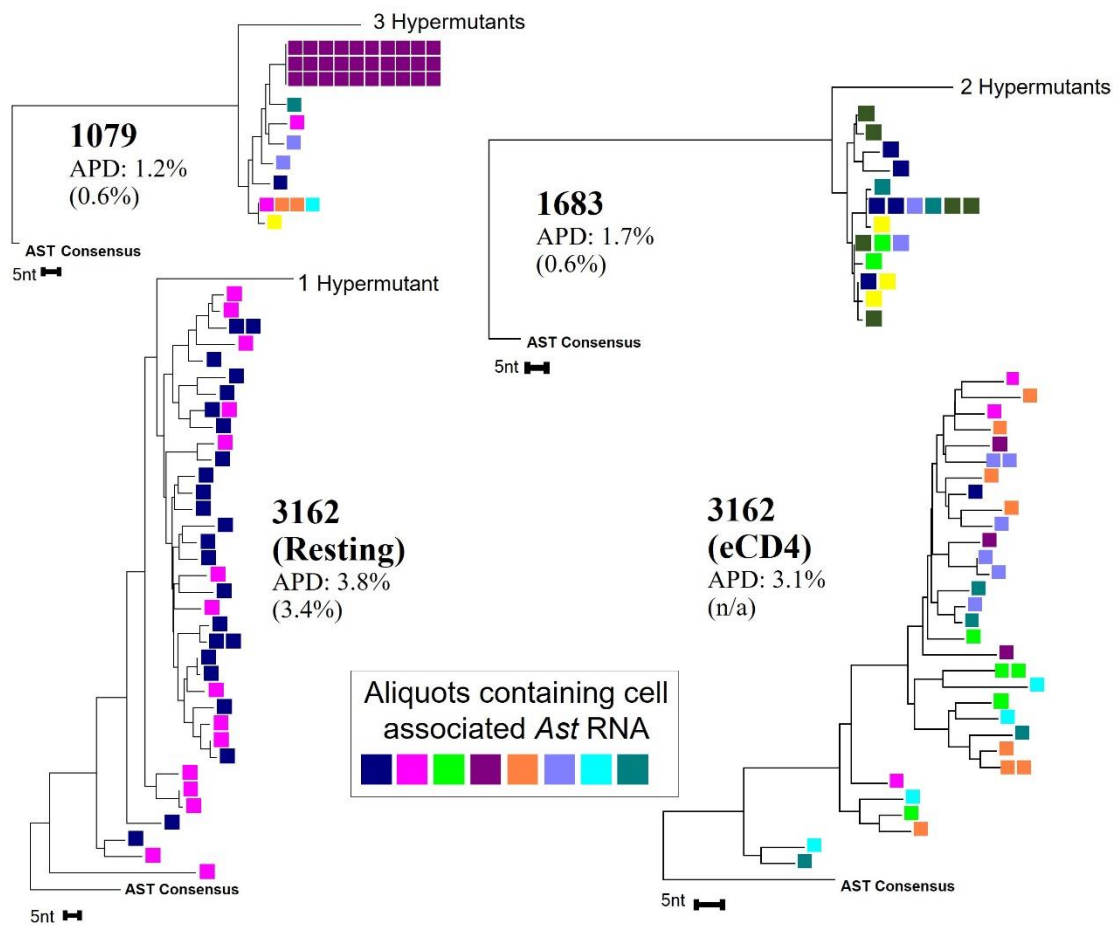 3 Hypermutants
1079
APD: 1.2%
(0.6%)
AST Consensus
5nt
2 Hypermutants
1683
APD: 1.7%
(0.6%)
AST Consensus
5nt
1 Hypermutant
3162
(Resting)
APD: 3.8%
(3.4%)
AST Consensus
5nt
3162
(eCD4)
APD: 3.1%
(n/a)
AST Consensus
5nt
Aliquots containing cell
associated Ast RNA